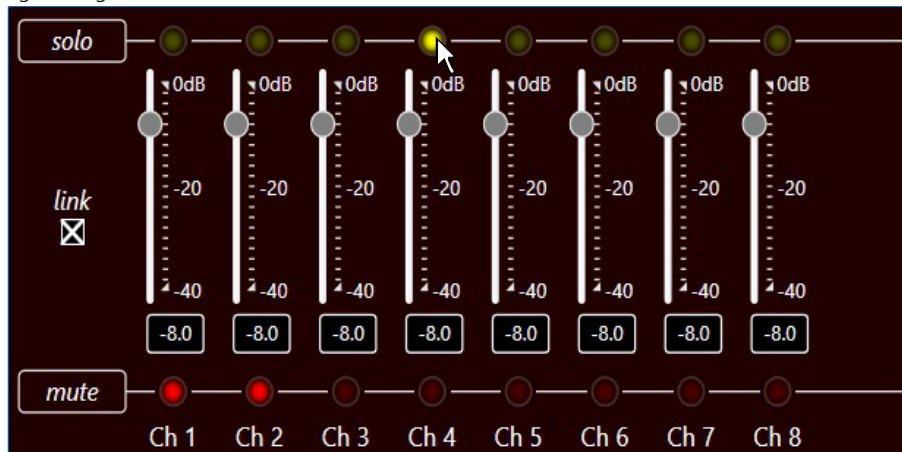 solo
0dB 0dB 0dB 0dB 0dB 0dB 0dB 0dB
link
-20 -20 -20 -20 -20 -20 -20 -20
-40 -40 -40 -40 -40 -40 -40 -40
-8.0 -8.0 -8.0 -8.0 -8.0 -8.0 -8.0 -8.0
mute
Ch 1 Ch 2 Ch 3 Ch 4 Ch 5 Ch 6 Ch 7 Ch 8